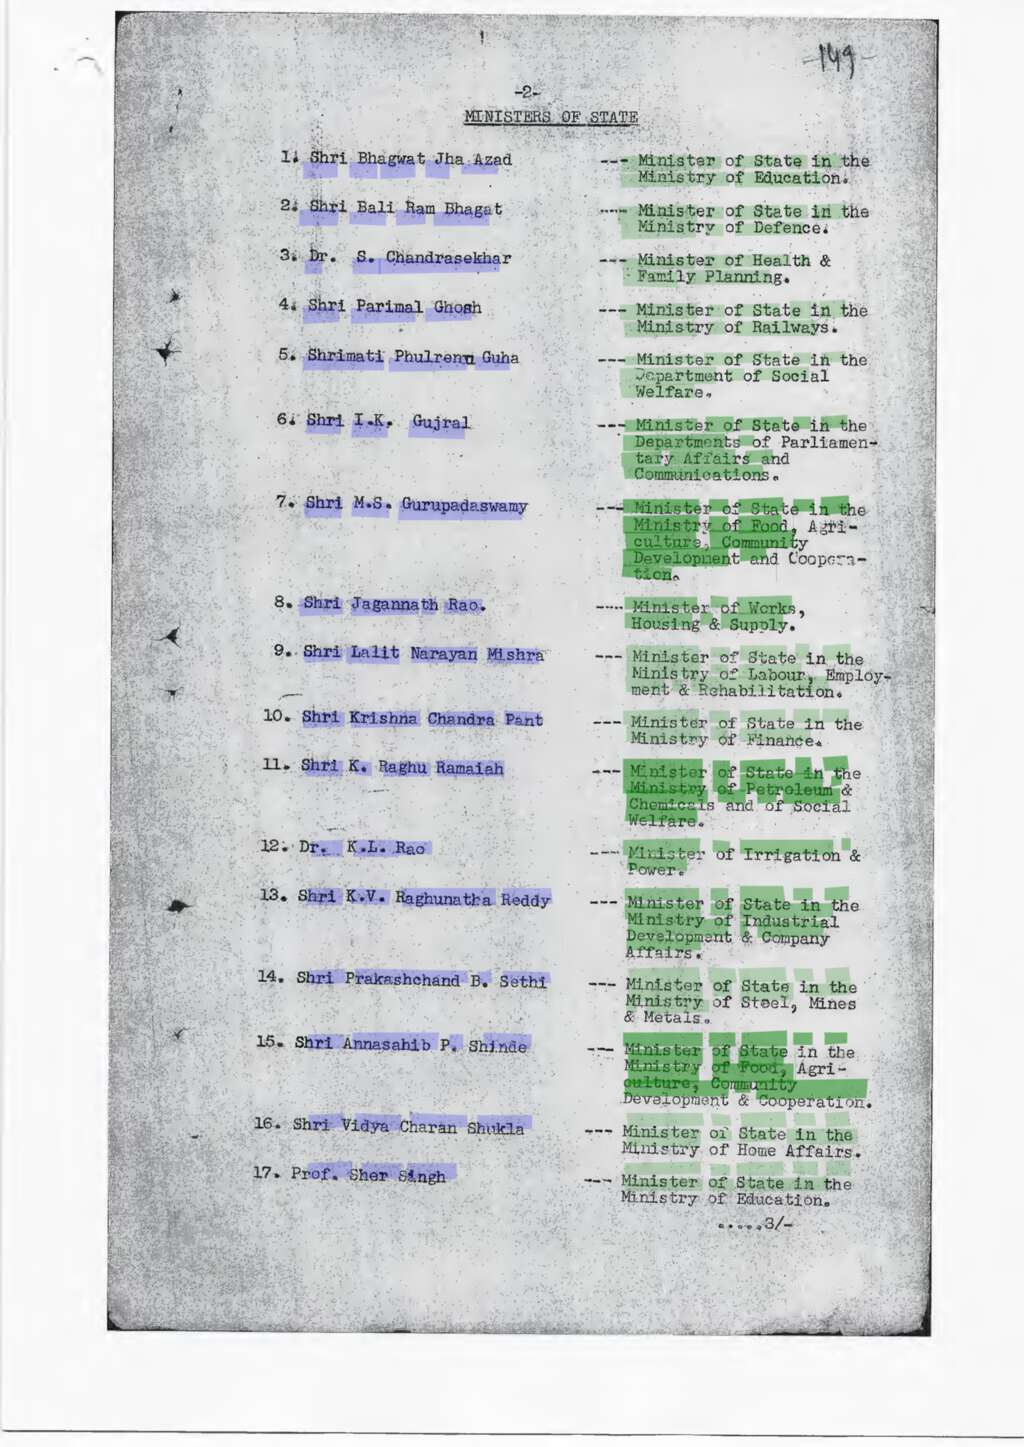 -149-
-2-
MINISTERS OF STATE
1. Shri Bhagwat Jha Azad --- Minister of State in the
Ministry of Education.
2. Shri Bali Ram Bhagat --- Minister of State in the
Ministry of Defence.
3. Dr. S. Chandrasekhar --- Minister of Health &
Family Planning.
4. Shri Parimal Ghosh --- Minister of State in the
Ministry of Railways.
5. Shrimati Phulrenu Guha --- Minister of State in the
Department of Social
Welfare.
6. Shri I.K. Gujral --- Minister of State in the
Departments of Parliamen-
tary Affairs and
Communications.
7. Shri M.S. Gurupadaswamy --- Minister of State in the
Ministry of Food, Agri-
culture, Community
Development and Coopera-
tion.
8. Shri Jagannath Rao. --- Minister of Works,
Housing & Supply.
9. Shri Lalit Narayan Mishra --- Minister of State in the
Ministry of Labour, Employ-
ment & Rehabilitation.
10. Shri Krishna Chandra Pant --- Minister of State in the
Ministry of Finance.
11. Shri K. Raghu Ramaiah --- Minister of State in the
Ministry of Petroleum &
Chemicals and of Social
Welfare.
12. Dr. K.L. Rao --- Minister of Irrigation &
Power.
13. Shri K.V. Raghunatha Reddy --- Minister of State in the
Ministry of Industrial
Development & Company
Affairs.
14. Shri Prakashchand B. Sethi --- Minister of State in the
Ministry of Steel, Mines
& Metals.
15. Shri Annasahib P. Shinde --- Minister of State in the
Ministry of Food, Agri-
culture, Community
Development & Cooperation.
16. Shri Vidya Charan Shukla --- Minister of State in the
Ministry of Home Affairs.
17. Prof. Sher Singh --- Minister of State in the
Ministry of Education.
.....3/-